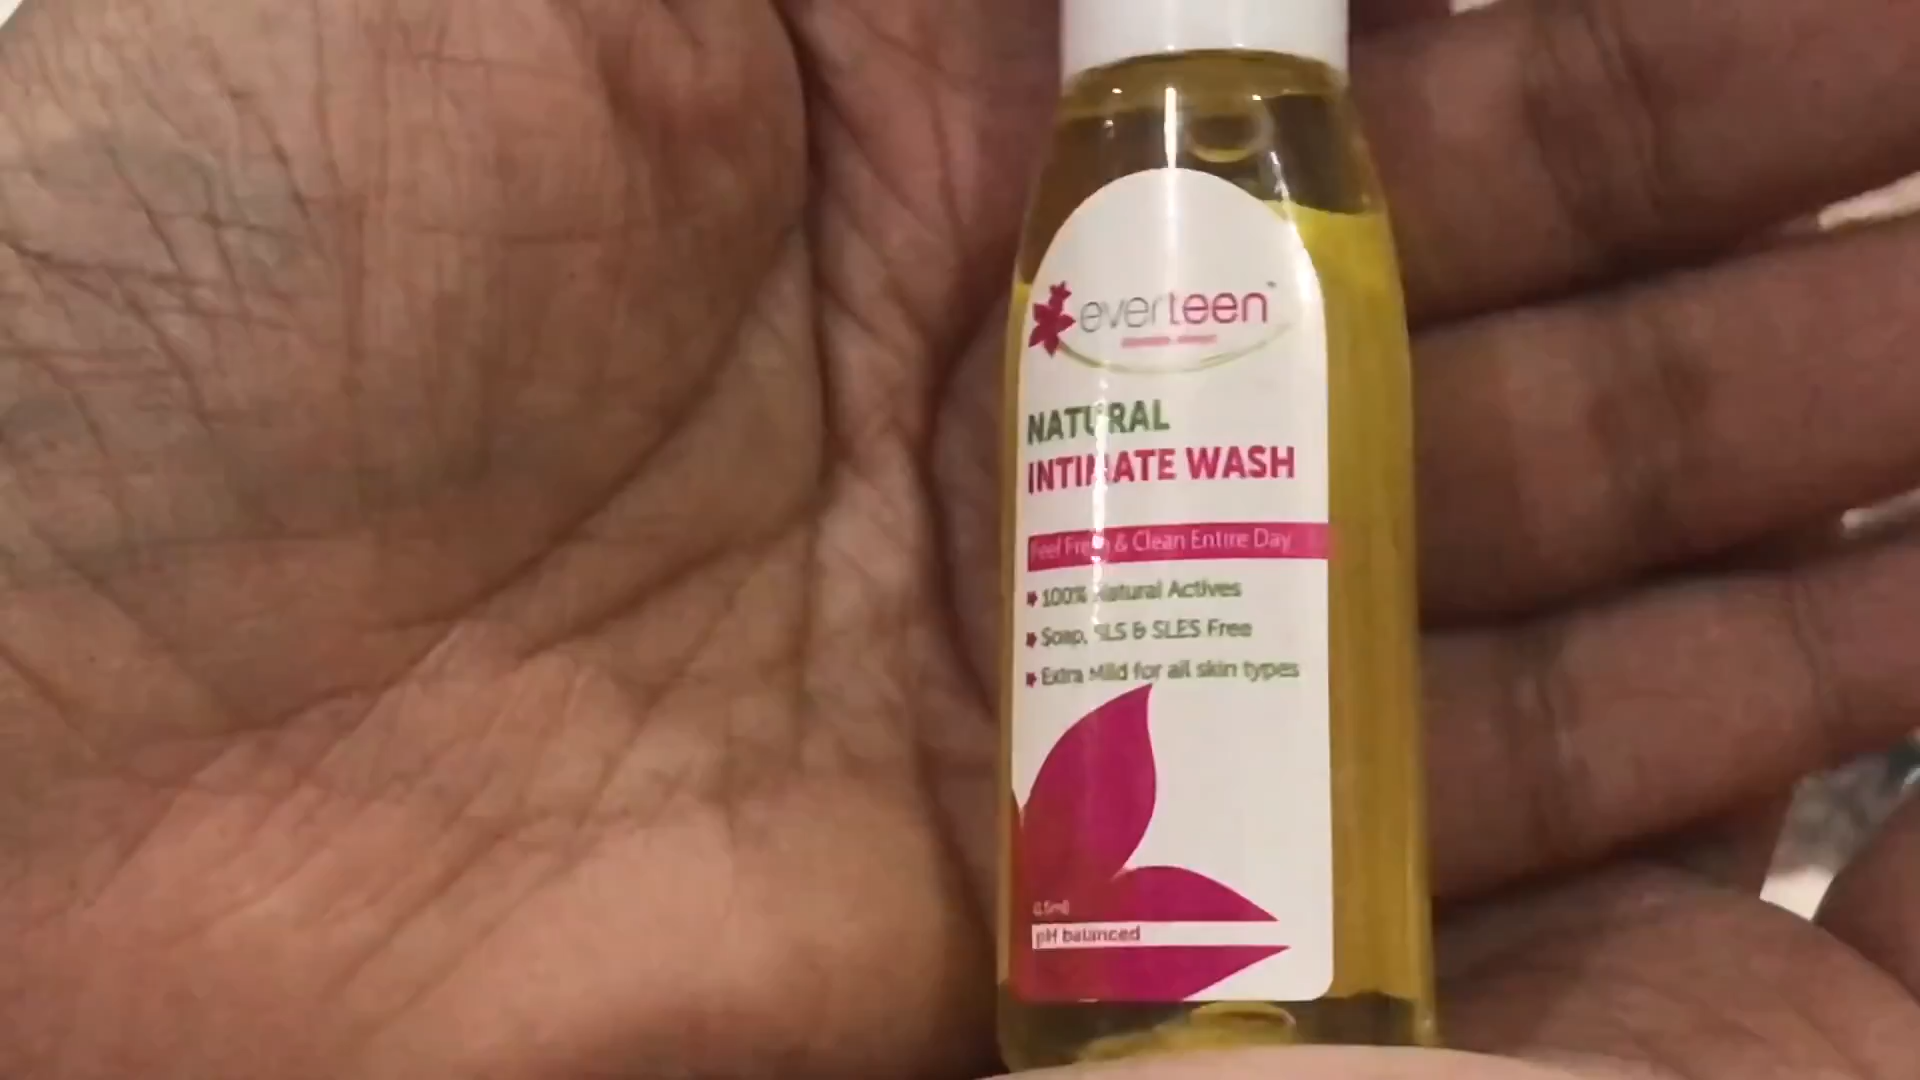 everteen™
NATURAL
INTIMATE WASH
Feel Fresh & Clean Entire Day
100% Natural Actives
Soap, SLS & SLES Free
Extra Mild for all skin types
pH balanced